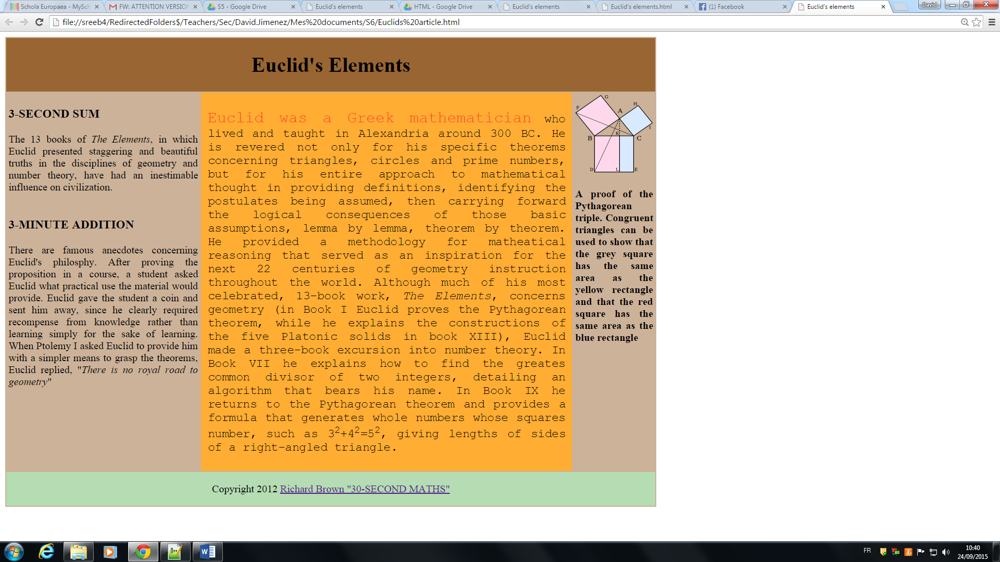 Schola Europaea - MySch
FW: ATTENTION VERSION
S5 - Google Drive
Euclid's elements
HTML - Google Drive
Euclid's elements
Euclid's elements.html
(1) Facebook
Euclid's elements
David
file://sreeb4/RedirectedFolders$/Teachers/Sec/David.Jimenez/Mes%20documents/S6/Euclids%20article.html
Euclid's Elements
3-SECOND SUM
The 13 books of The Elements, in which
Euclid presented staggering and beautiful
truths in the disciplines of geometry and
number theory, have had an inestimable
influence on civilization.
3-MINUTE ADDITION
There are famous anecdotes concerning
Euclid's philosphy. After proving the
proposition in a course, a student asked
Euclid what practical use the material would
provide. Euclid gave the student a coin and
sent him away, since he clearly required
recompense from knowledge rather than
learning simply for the sake of learning.
When Ptolemy I asked Euclid to provide him
with a simpler means to grasp the theorems,
Euclid replied, "There is no royal road to
geometry"
Euclid was a Greek mathematician who
lived and taught in Alexandria around 300 BC. He
is revered not only for his specific theorems
concerning triangles, circles and prime numbers,
but for his entire approach to mathematical
thought in providing definitions, identifying the
postulates being assumed, then carrying forward
the logical consequences of those basic
assumptions, lemma by lemma, theorem by theorem.
He provided a methodology for matheatical
reasoning that served as an inspiration for the
next 22 centuries of geometry instruction
throughout the world. Although much of his most
celebrated, 13-book work, The Elements, concerns
geometry (in Book I Euclid proves the Pythagorean
theorem, while he explains the constructions of
the five Platonic solids in book XIII), Euclid
made a three-book excursion into number theory. In
Book VII he explains how to find the greates
common divisor of two integers, detailing an
algorithm that bears his name. In Book IX he
returns to the Pythagorean theorem and provides a
formula that generates whole numbers whose squares
number, such as 3²+4²=5², giving lengths of sides
of a right-angled triangle.
G
H
F
A
I
K
B
C
D
L
E
A proof of the
Pythagorean
triple. Congruent
triangles can be
used to show that
the grey square
has the same
area as the
yellow rectangle
and that the red
square has the
same area as the
blue rectangle
Copyright 2012 Richard Brown "30-SECOND MATHS"
FR
10:40
24/09/2015